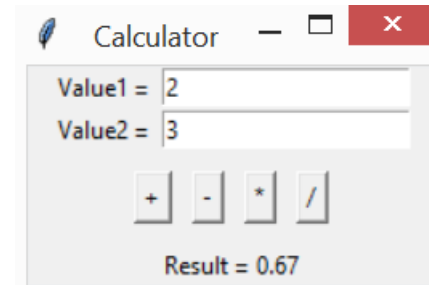 Calculator
Value1 = 2
Value2 = 3
+ - * /
Result = 0.67